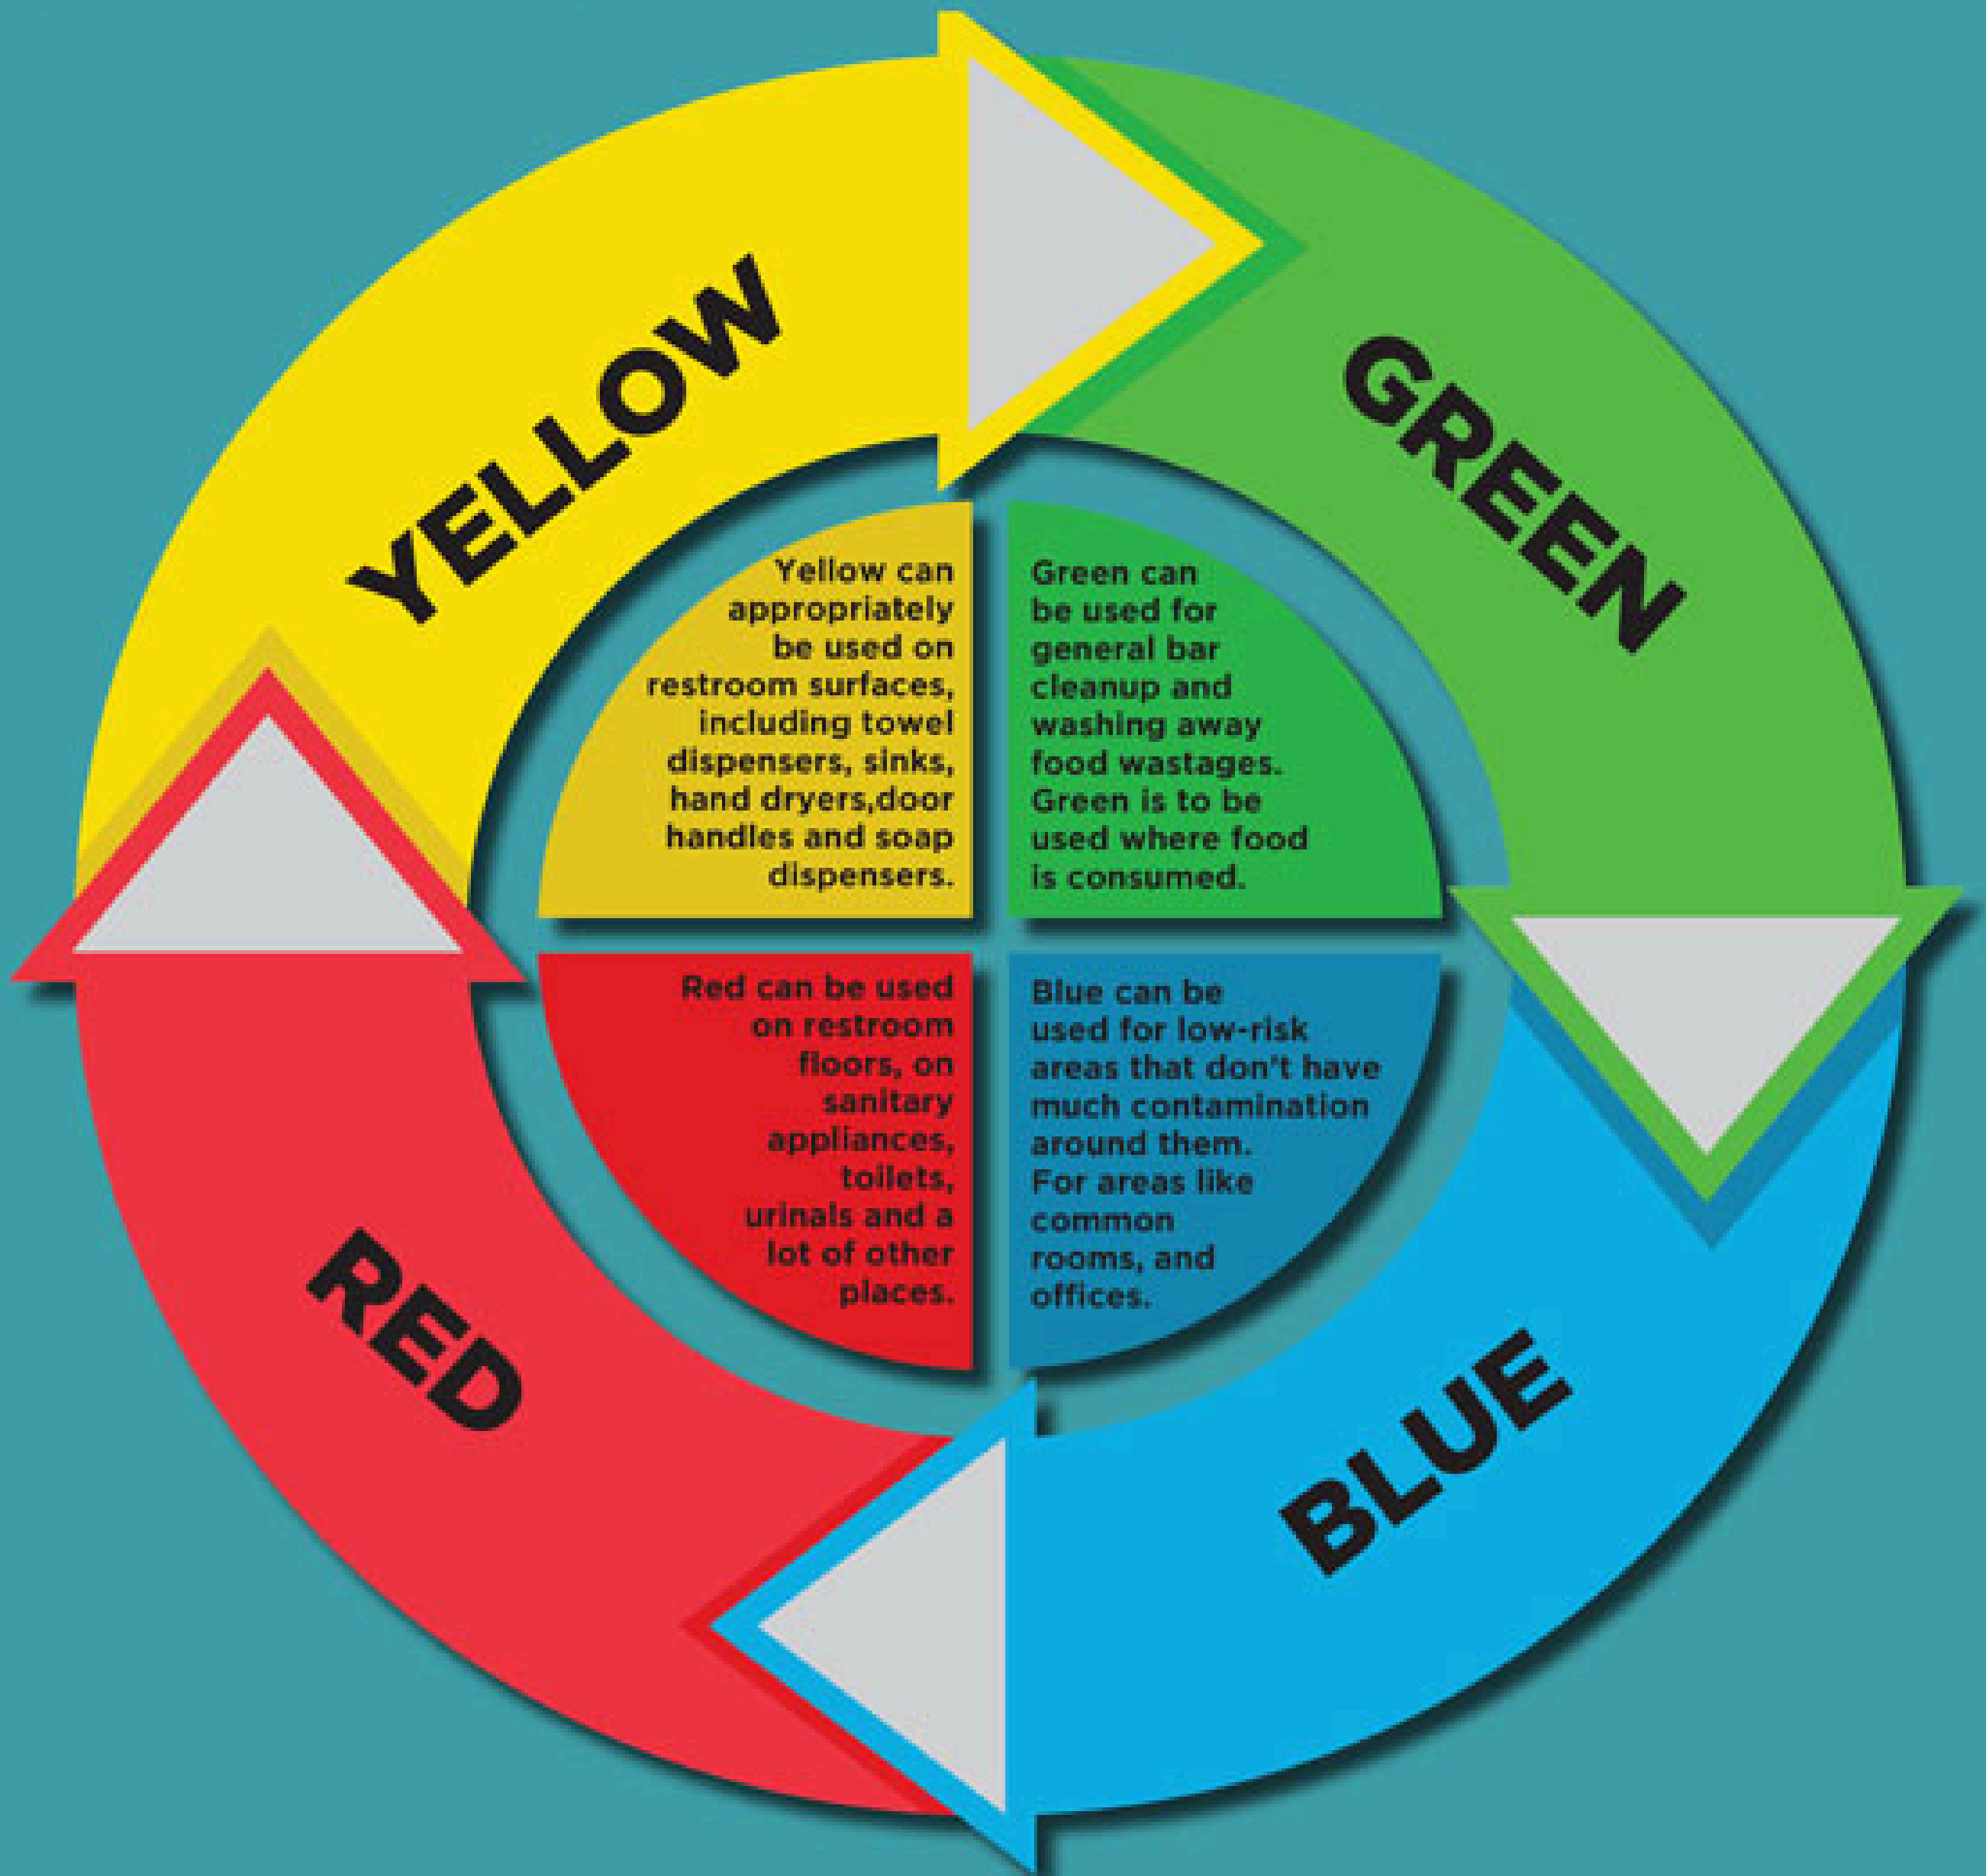 YELLOW
GREEN
Yellow can
appropriately
be used on
restroom surfaces,
including towel
dispensers, sinks,
hand dryers,door
handles and soap
dispensers.
Green can
be used for
general bar
cleanup and
washing away
food wastages.
Green is to be
used where food
is consumed.
Red can be used
on restroom
floors, on
sanitary
appliances,
toilets,
urinals and a
lot of other
places.
Blue can be
used for low-risk
areas that don't have
much contamination
around them.
For areas like
common
rooms, and
offices.
RED
BLUE